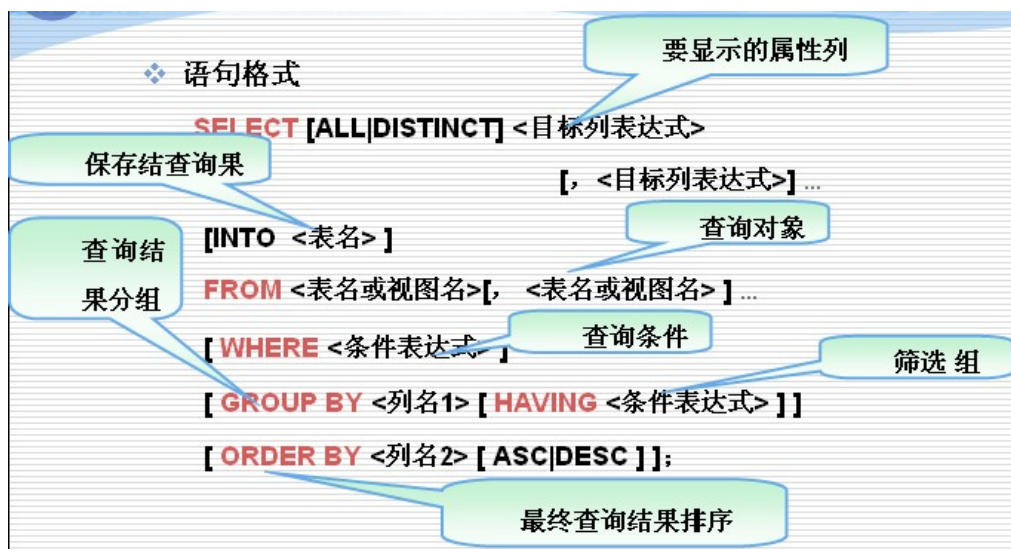 要显示的属性列
❖ 语句格式
SELECT [ALL|DISTINCT] <目标列表达式>
保存结查询果
[，<目标列表达式>] …
[INTO <表名> ]
查询对象
查询结
果分组
FROM <表名或视图名>[， <表名或视图名> ] …
查询条件
[ WHERE <条件表达式> ]
筛选 组
[ GROUP BY <列名1> [ HAVING <条件表达式> ] ]
[ ORDER BY <列名2> [ ASC|DESC ] ]；
最终查询结果排序